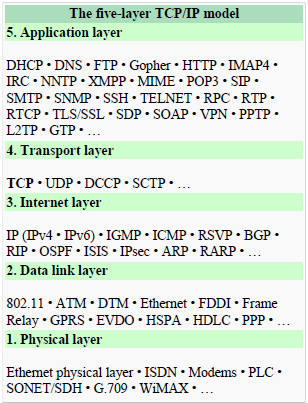 The five-layer TCP/IP model
5. Application layer
DHCP • DNS • FTP • Gopher • HTTP • IMAP4 •
IRC • NNTP • XMPP • MIME • POP3 • SIP •
SMTP • SNMP • SSH • TELNET • RPC • RTP •
RTCP • TLS/SSL • SDP • SOAP • VPN • PPTP •
L2TP • GTP • …
4. Transport layer
TCP • UDP • DCCP • SCTP • …
3. Internet layer
IP (IPv4 • IPv6) • IGMP • ICMP • RSVP • BGP •
RIP • OSPF • ISIS • IPsec • ARP • RARP • …
2. Data link layer
802.11 • ATM • DTM • Ethernet • FDDI • Frame
Relay • GPRS • EVDO • HSPA • HDLC • PPP • …
1. Physical layer
Ethernet physical layer • ISDN • Modems • PLC •
SONET/SDH • G.709 • WiMAX • …